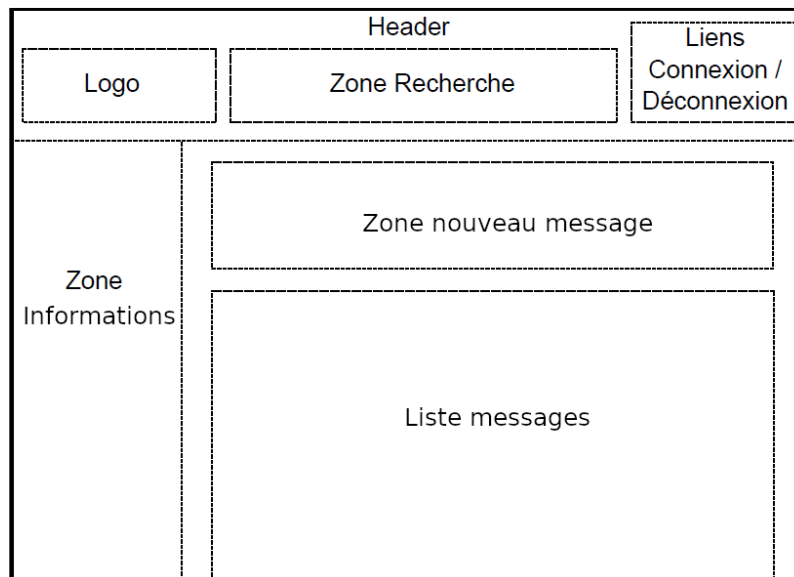 Header
Logo
Zone Recherche
Liens
Connexion /
Déconnexion
Zone nouveau message
Zone
Informations
Liste messages